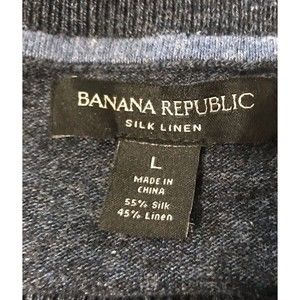 BANANA REPUBLIC
SILK LINEN
L
MADE IN
CHINA
55% Silk
45% Linen